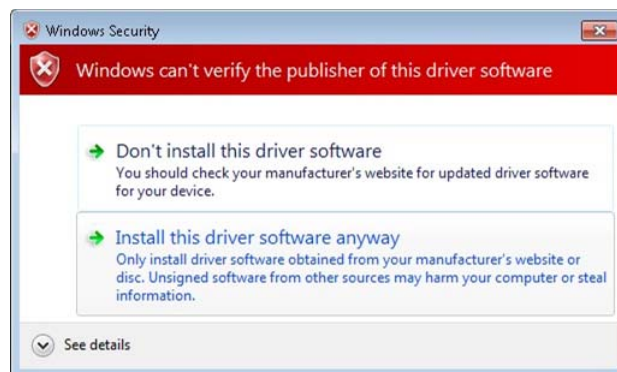 Windows Security
Windows can't verify the publisher of this driver software
Don't install this driver software
You should check your manufacturer's website for updated driver software
for your device.
Install this driver software anyway
Only install driver software obtained from your manufacturer's website or
disc. Unsigned software from other sources may harm your computer or steal
information.
See details